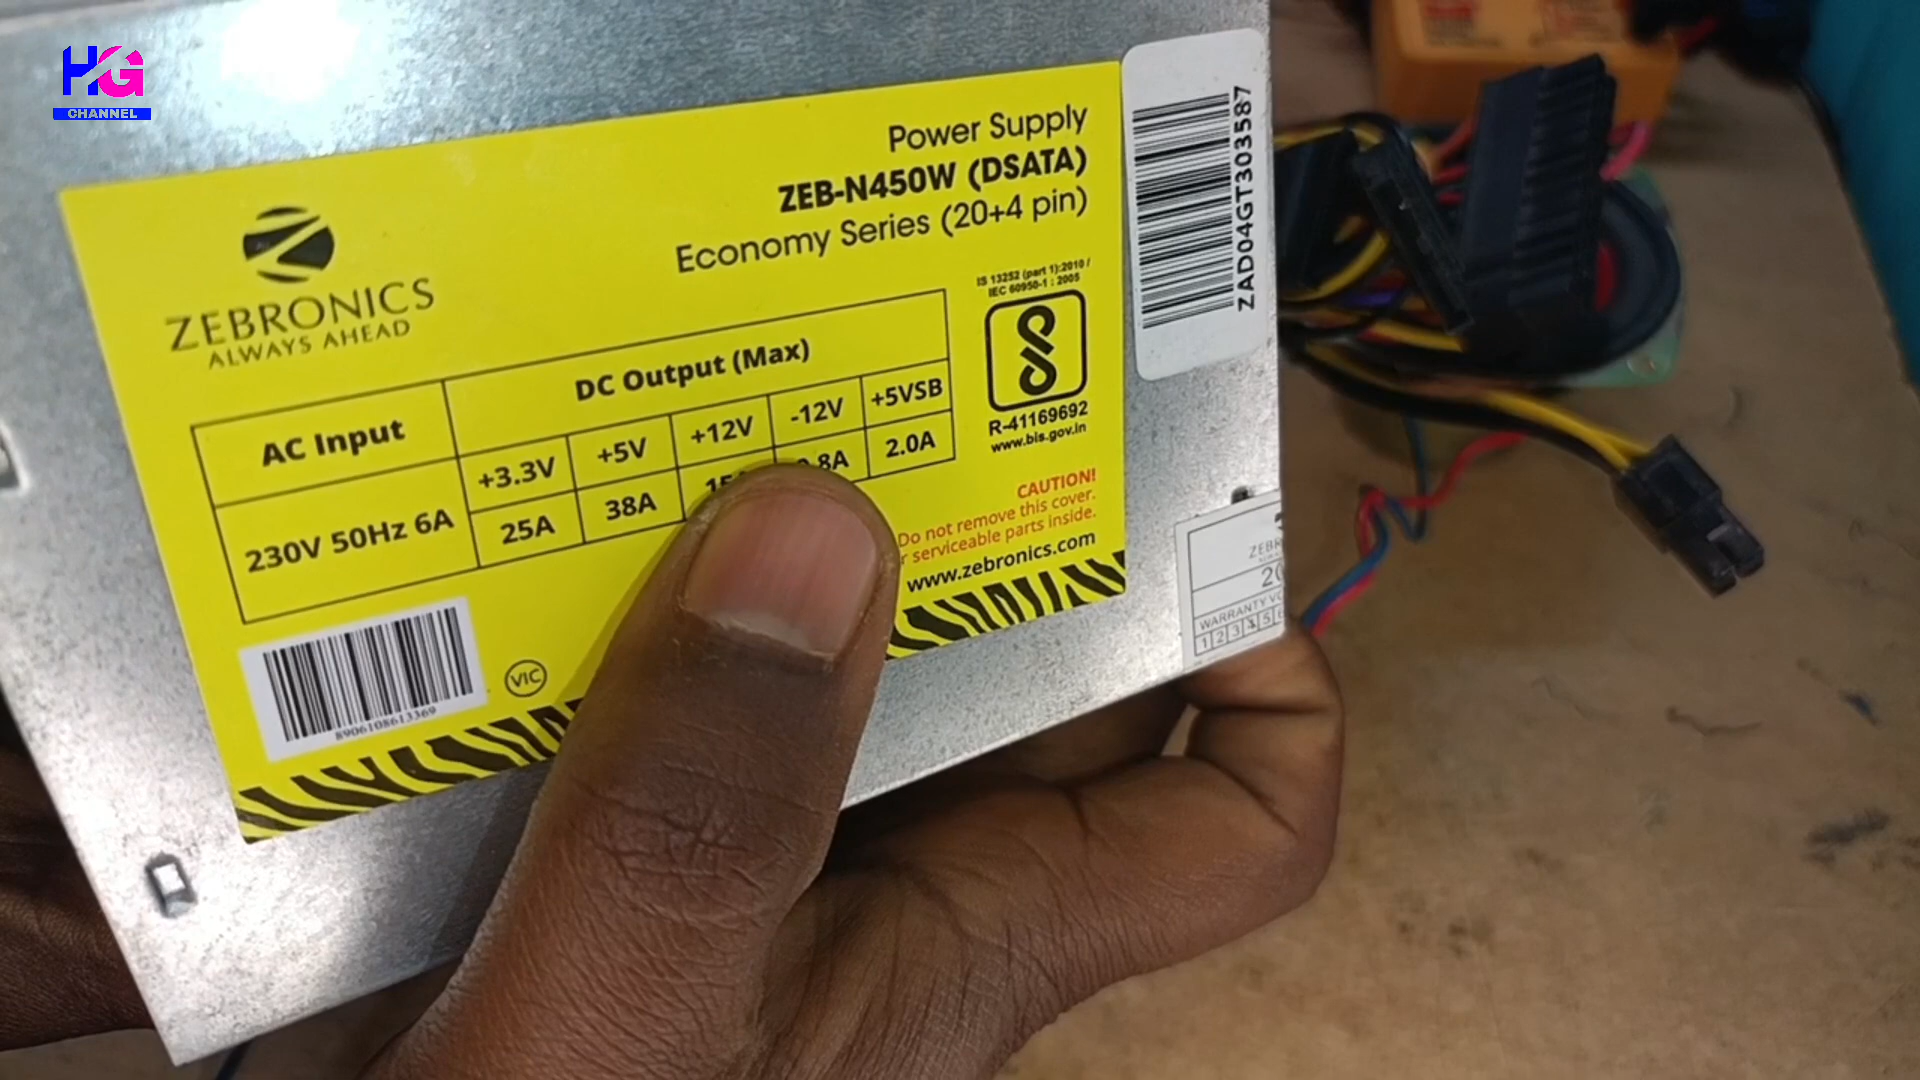 HG
CHANNEL
Power Supply
ZEB-N450W (DSATA)
Economy Series (20+4 pin)
ZEBRONICS
ALWAYS AHEAD
IS 13252 (part 1):2010 /
IEC 60950-1 : 2005
R-41169692
www.bis.gov.in
ZAD04GT303587
AC Input
DC Output (Max)
+3.3V +5V +12V -12V +5VSB
230V 50Hz 6A
25A 38A 2.0A
CAUTION!
Do not remove this cover.
serviceable parts inside.
www.zebronics.com
8906108613369
VIC
WARRANTY
1 2 3 4 5